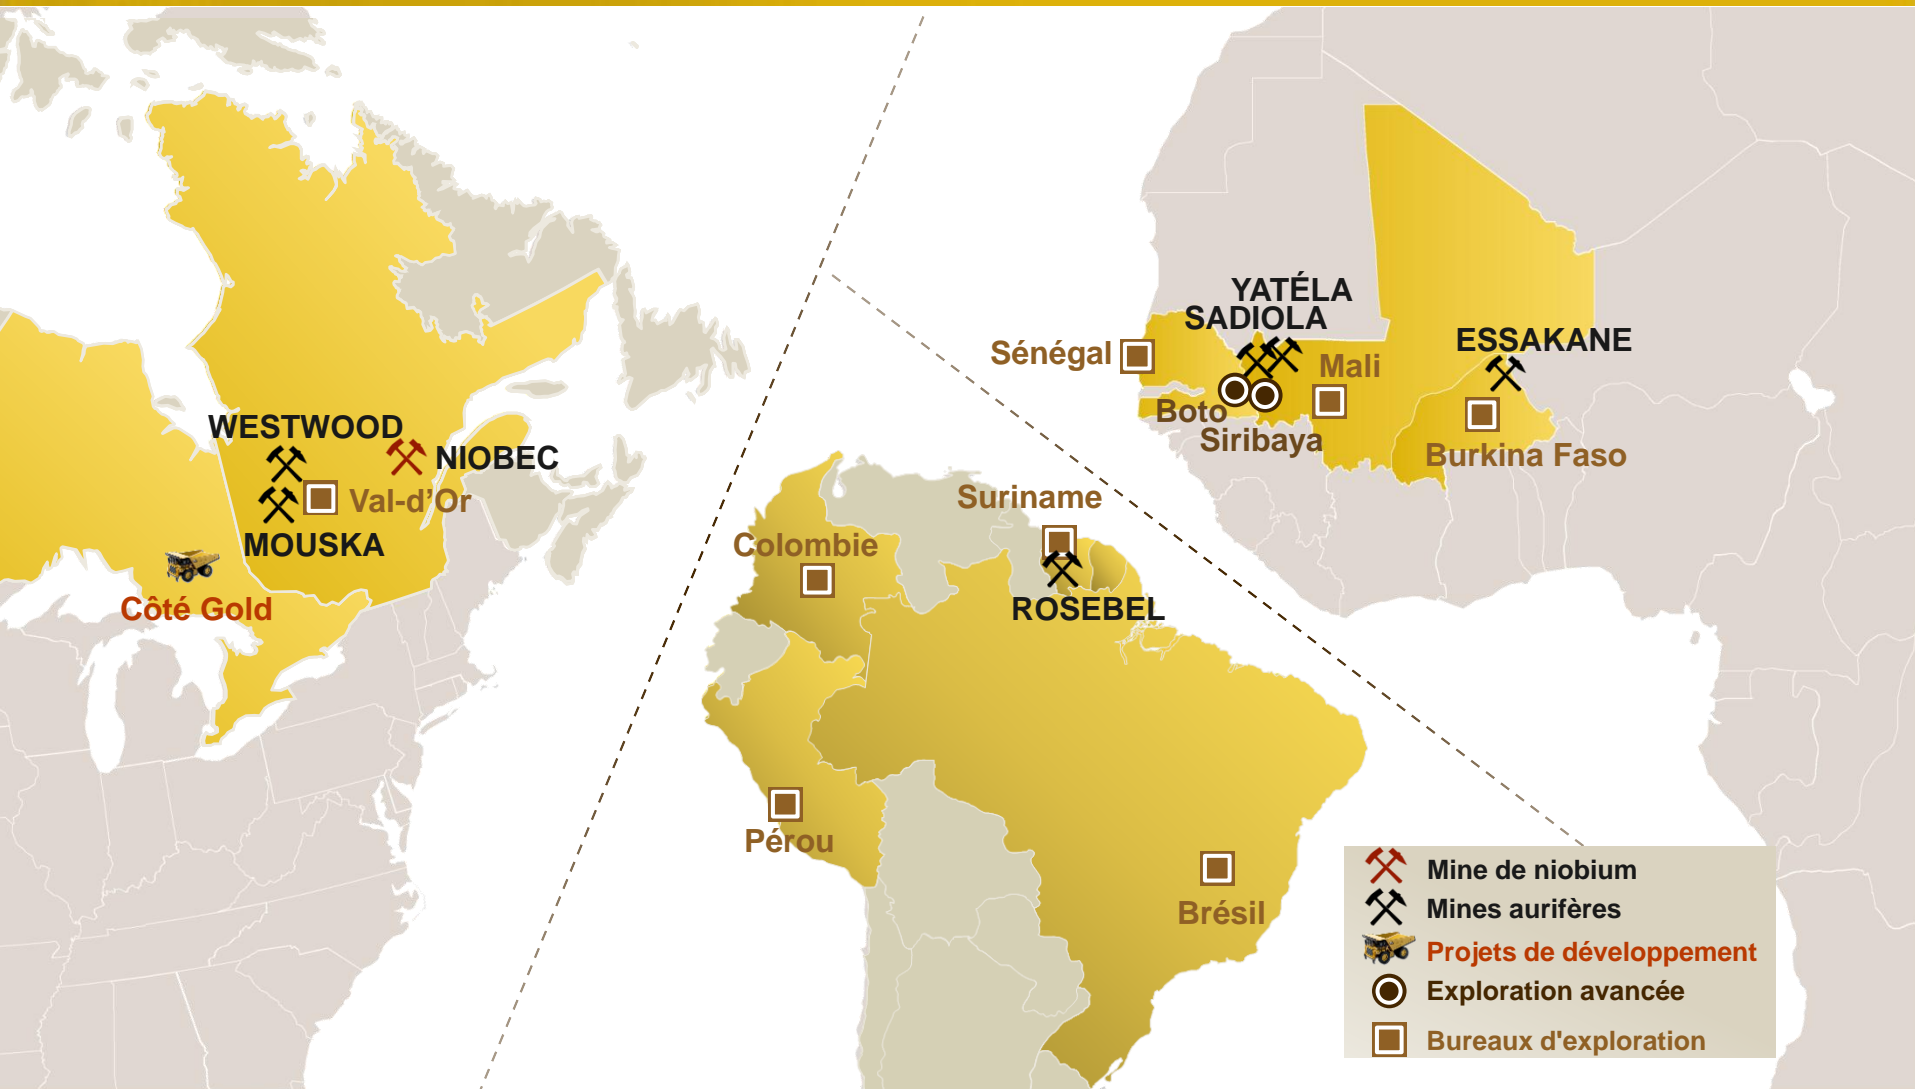 WESTWOOD
NIOBEC
Val-d’Or
MOUSKA
Côté Gold
YATÉLA
SADIOLA
ESSAKANE
Sénégal
Mali
Boto
Siribaya
Burkina Faso
Suriname
Colombie
ROSEBEL
Pérou
Brésil
Mine de niobium
Mines aurifères
Projets de développement
Exploration avancée
Bureaux d'exploration